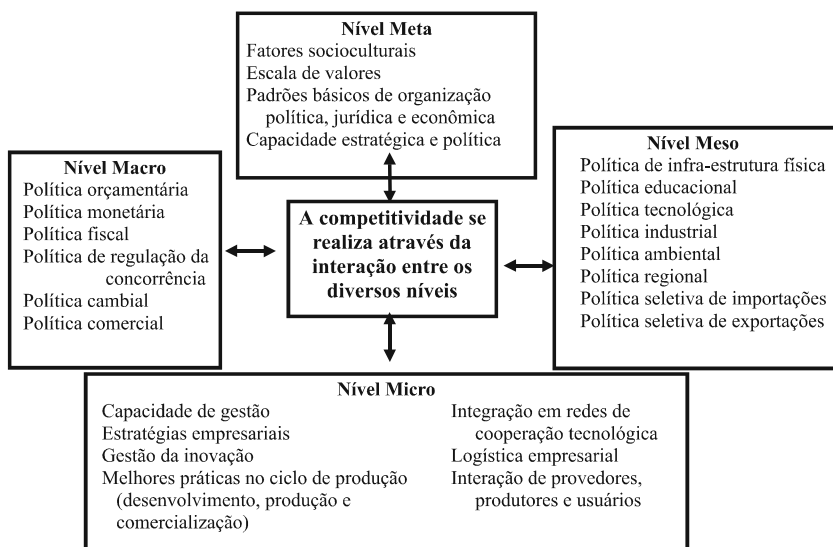 Nível Meta
Fatores socioculturais
Escala de valores
Padrões básicos de organização
política, jurídica e econômica
Capacidade estratégica e política
Nível Macro
Política orçamentária
Política monetária
Política fiscal
Política de regulação da
concorrência
Política cambial
Política comercial
A competitividade se
realiza através da
interação entre os
diversos níveis
Nível Meso
Política de infra-estrutura física
Política educacional
Política tecnológica
Política industrial
Política ambiental
Política regional
Política seletiva de importações
Política seletiva de exportações
Nível Micro
Capacidade de gestão
Estratégias empresariais
Gestão da inovação
Melhores práticas no ciclo de produção
(desenvolvimento, produção e
comercialização)
Integração em redes de
cooperação tecnológica
Logística empresarial
Interação de provedores,
produtores e usuários